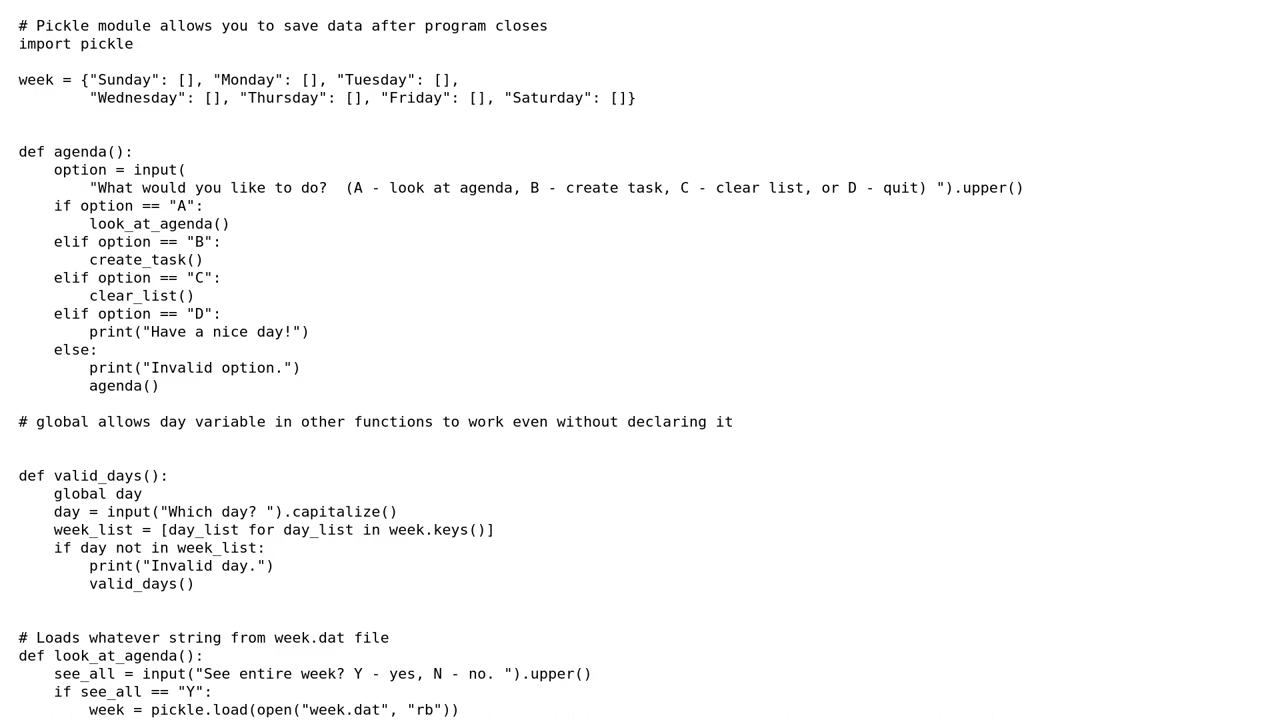 # Pickle module allows you to save data after program closes
import pickle

week = {"Sunday": [], "Monday": [], "Tuesday": [],
        "Wednesday": [], "Thursday": [], "Friday": [], "Saturday": []}


def agenda():
    option = input(
        "What would you like to do?  (A - look at agenda, B - create task, C - clear list, or D - quit) ").upper()
    if option == "A":
        look_at_agenda()
    elif option == "B":
        create_task()
    elif option == "C":
        clear_list()
    elif option == "D":
        print("Have a nice day!")
    else:
        print("Invalid option.")
        agenda()

# global allows day variable in other functions to work even without declaring it


def valid_days():
    global day
    day = input("Which day? ").capitalize()
    week_list = [day_list for day_list in week.keys()]
    if day not in week_list:
        print("Invalid day.")
        valid_days()


# Loads whatever string from week.dat file
def look_at_agenda():
    see_all = input("See entire week? Y - yes, N - no. ").upper()
    if see_all == "Y":
        week = pickle.load(open("week.dat", "rb"))